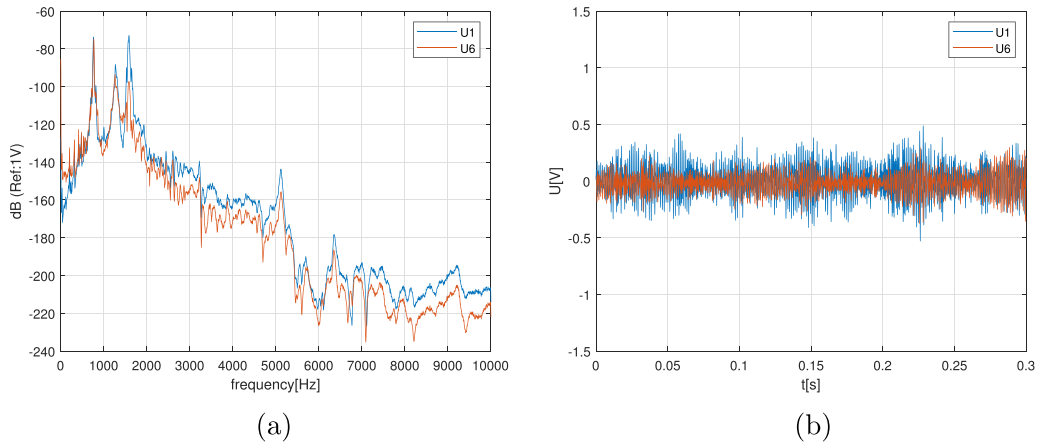 -60
-80
-100
-120
-140
-160
-180
-200
-220
-240
dB (Ref:1V)
0 1000 2000 3000 4000 5000 6000 7000 8000 9000 10000
frequency[Hz]
U1
U6
(a)
1.5
1
0.5
0
-0.5
-1
-1.5
U[V]
0 0.05 0.1 0.15 0.2 0.25 0.3
t[s]
U1
U6
(b)